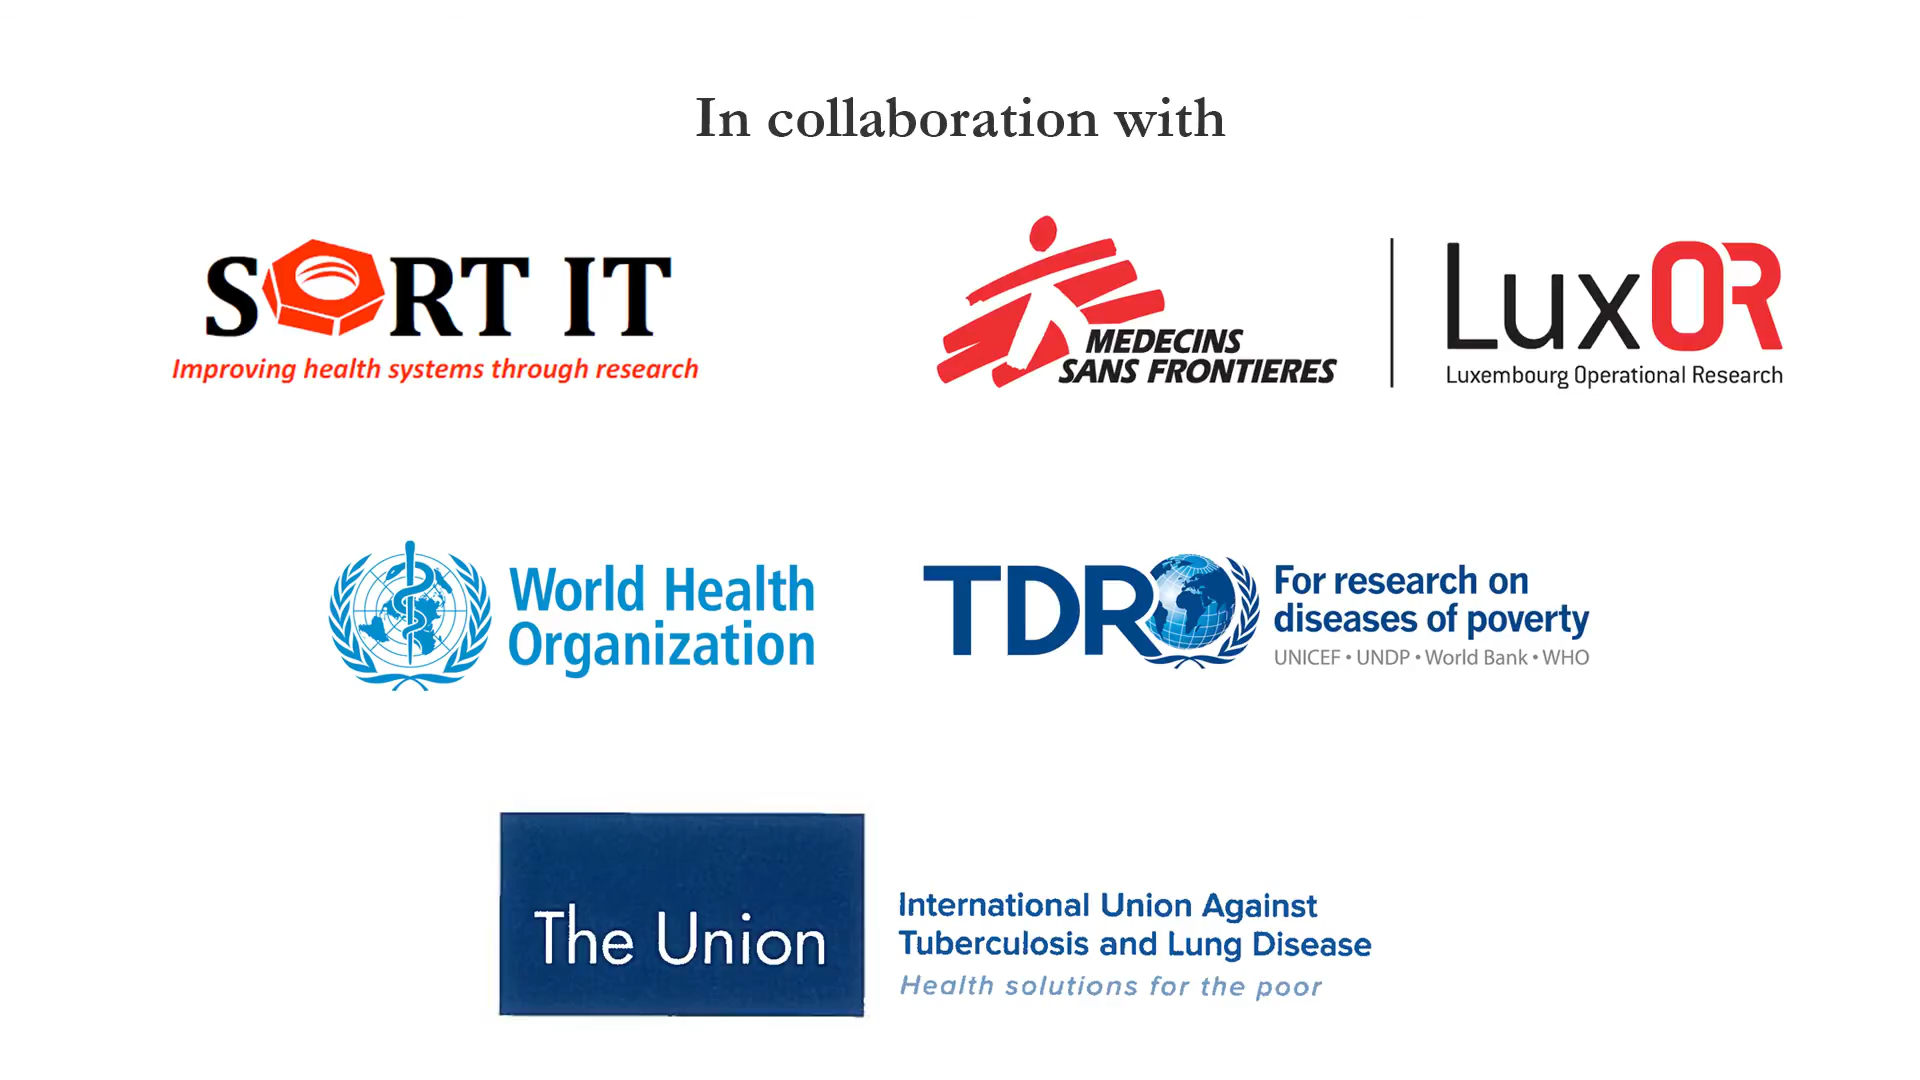 In collaboration with
SORT IT
Improving health systems through research
MEDECINS
SANS FRONTIERES
LuxOR
Luxembourg Operational Research
World Health
Organization
TDR
For research on
diseases of poverty
UNICEF • UNDP • World Bank • WHO
The Union
International Union Against
Tuberculosis and Lung Disease
Health solutions for the poor